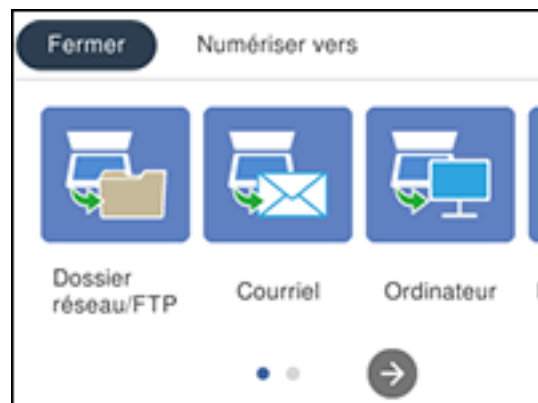 Fermer
Numériser vers
Dossier
réseau/FTP
Courriel
Ordinateur